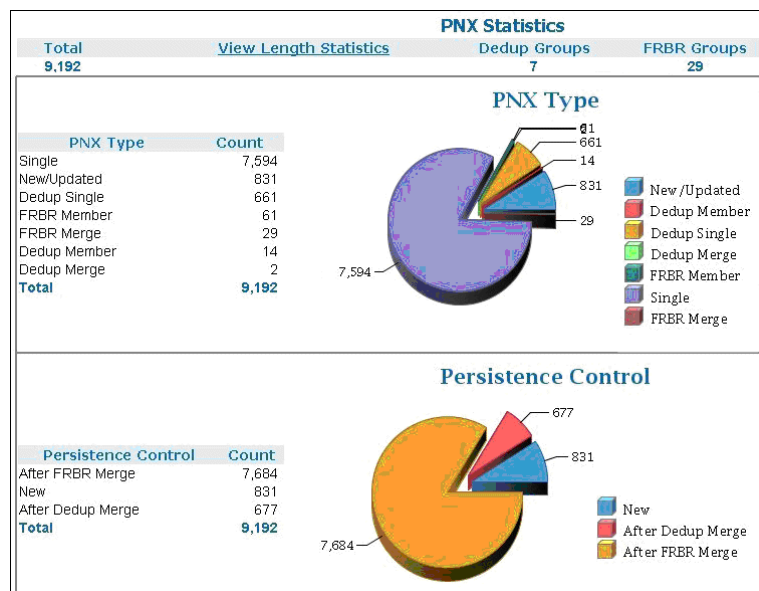 PNX Statistics
Total View Length Statistics Dedup Groups FRBR Groups
9,192 7 29
PNX Type
PNX Type Count
Single 7,594
New/Updated 831
Dedup Single 661
FRBR Member 61
FRBR Merge 29
Dedup Member 14
Dedup Merge 2
Total 9,192
661
14
831
29
7,594
New/Updated
Dedup Member
Dedup Single
Dedup Merge
FRBR Member
Single
FRBR Merge
Persistence Control
Persistence Control Count
After FRBR Merge 7,684
New 831
After Dedup Merge 677
Total 9,192
677
831
7,684
New
After Dedup Merge
After FRBR Merge